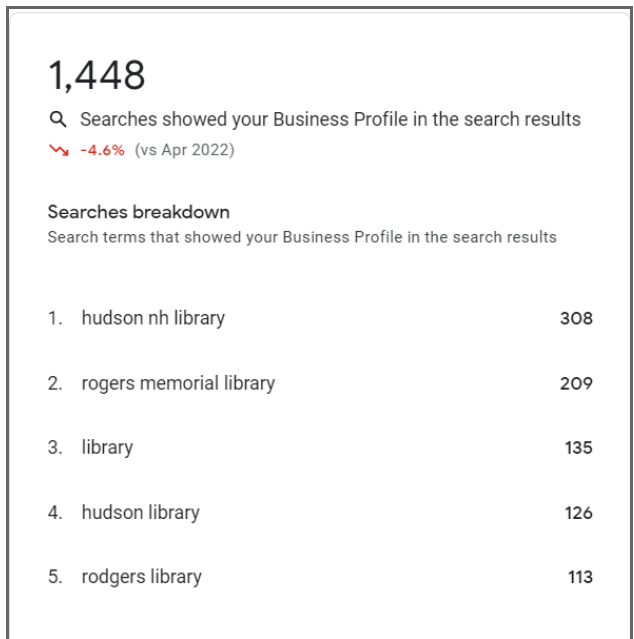 1,448
Searches showed your Business Profile in the search results
-4.6% (vs Apr 2022)
Searches breakdown
Search terms that showed your Business Profile in the search results
1. hudson nh library 308
2. rogers memorial library 209
3. library 135
4. hudson library 126
5. rodgers library 113